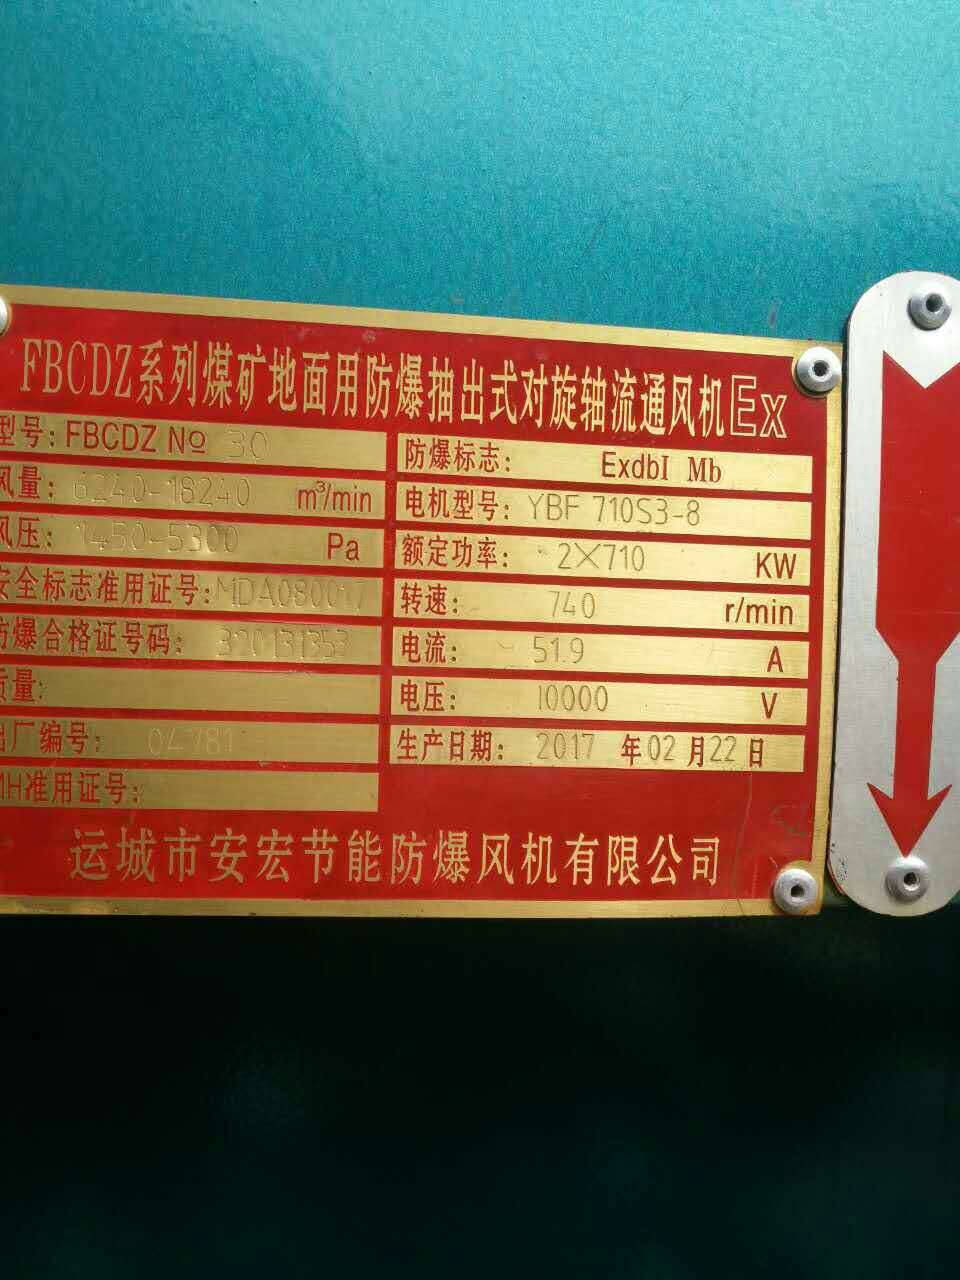 FBCDZ系列煤矿地面用防爆抽出式对旋轴流通风机 Ex
型号: FBCDZ No 30
风量: 6240-18240 m³/min
风压: 1450-5300 Pa
安全标志准用证号:
防爆合格证号码: 320131353
质量:
出厂编号: 04781
MH准用证号:
防爆标志: ExdbI Mb
电机型号: YBF 710S3-8
额定功率: 2×710 KW
转速: 740 r/min
电流: 51.9 A
电压: 10000 V
生产日期: 2017 年 02 月 22 日
运城市安宏节能防爆风机有限公司